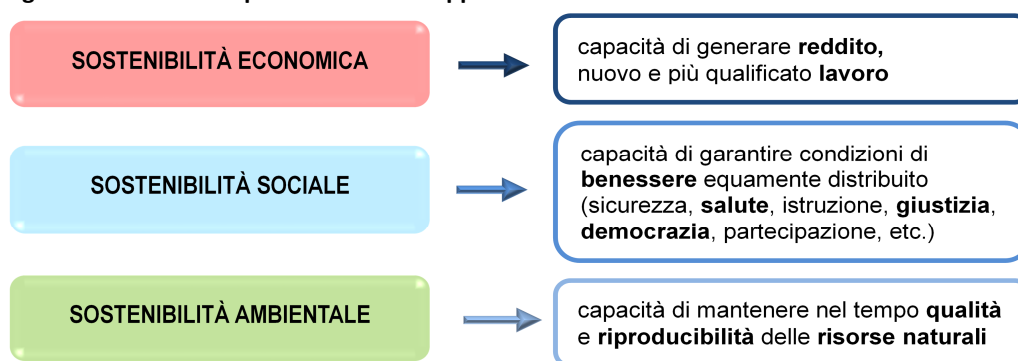 SOSTENIBILITÀ ECONOMICA
capacità di generare reddito,
nuovo e più qualificato lavoro
SOSTENIBILITÀ SOCIALE
capacità di garantire condizioni di
benessere equamente distribuito
(sicurezza, salute, istruzione, giustizia,
democrazia, partecipazione, etc.)
SOSTENIBILITÀ AMBIENTALE
capacità di mantenere nel tempo qualità
e riproducibilità delle risorse naturali